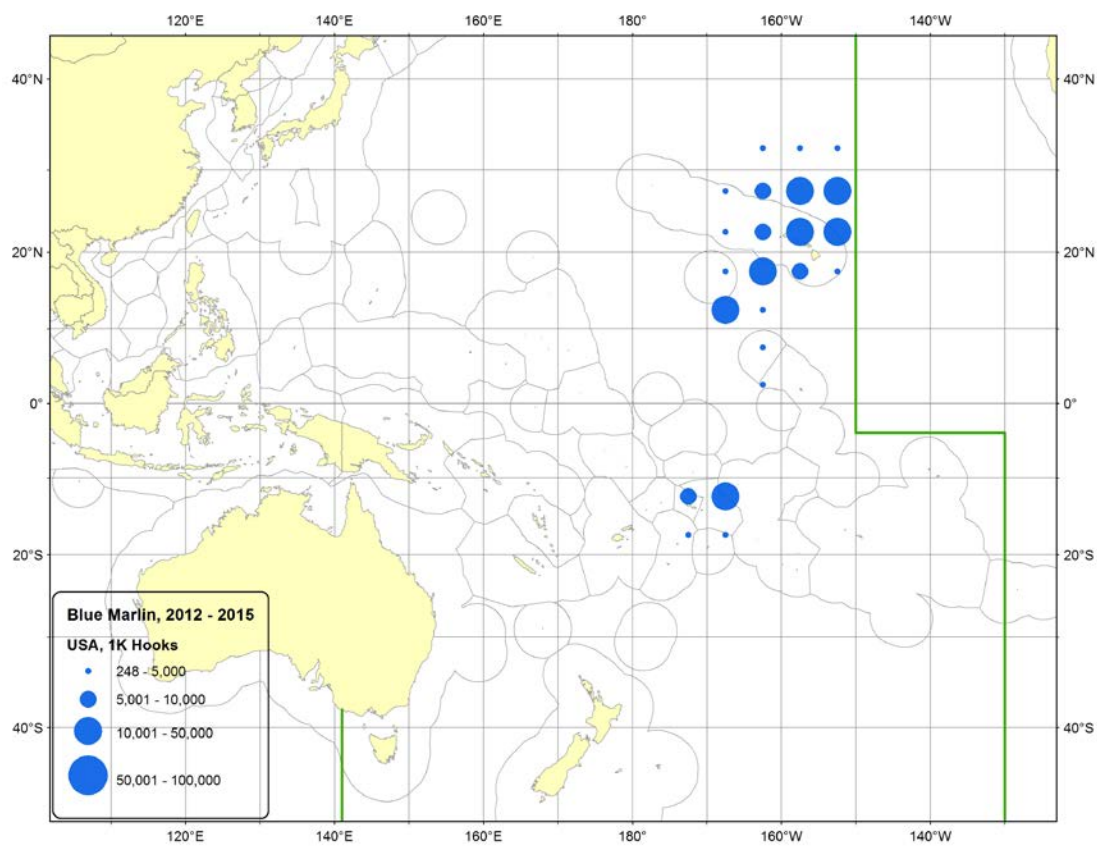 120°E 140°E 160°E 180° 160°W 140°W
40°N 40°N
20°N 20°N
0° 0°
20°S 20°S
40°S 40°S
Blue Marlin, 2012 - 2015
USA, 1K Hooks
248 - 5,000
5,001 - 10,000
10,001 - 50,000
50,001 - 100,000
120°E 140°E 160°E 180° 160°W 140°W